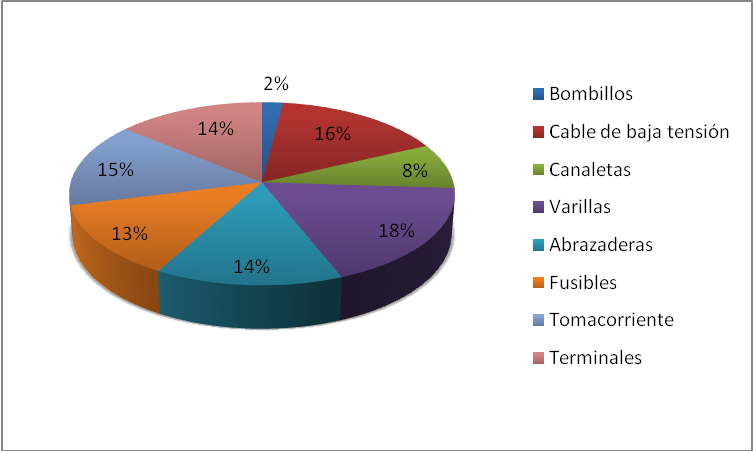 2%
16%
8%
18%
14%
13%
15%
14%
Bombillos
Cable de baja tensión
Canaletas
Varillas
Abrazaderas
Fusibles
Tomacorriente
Terminales